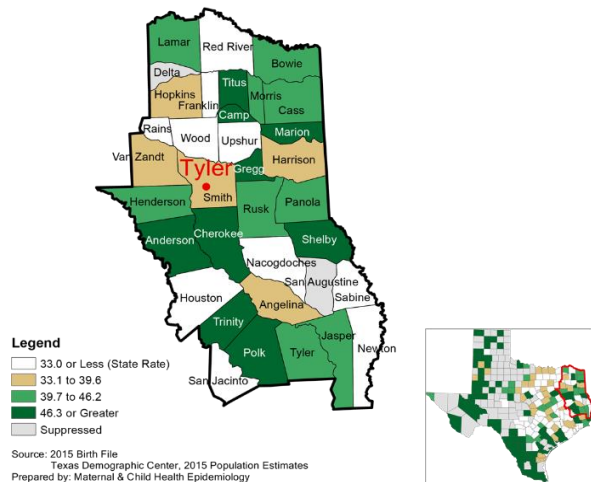 Lamar
Red River
Bowie
Delta
Titus
Hopkins
Franklin
Morris
Cass
Camp
Marion
Rains
Wood
Upshur
Harrison
Van Zandt
Tyler
Gregg
Smith
Henderson
Rusk
Panola
Anderson
Cherokee
Shelby
Nacogdoches
San Augustine
Sabine
Houston
Angelina
Trinity
Polk
Tyler
Jasper
Newton
San Jacinto
Legend
33.0 or Less (State Rate)
33.1 to 39.6
39.7 to 46.2
46.3 or Greater
Suppressed
Source: 2015 Birth File
Texas Demographic Center, 2015 Population Estimates
Prepared by: Maternal & Child Health Epidemiology